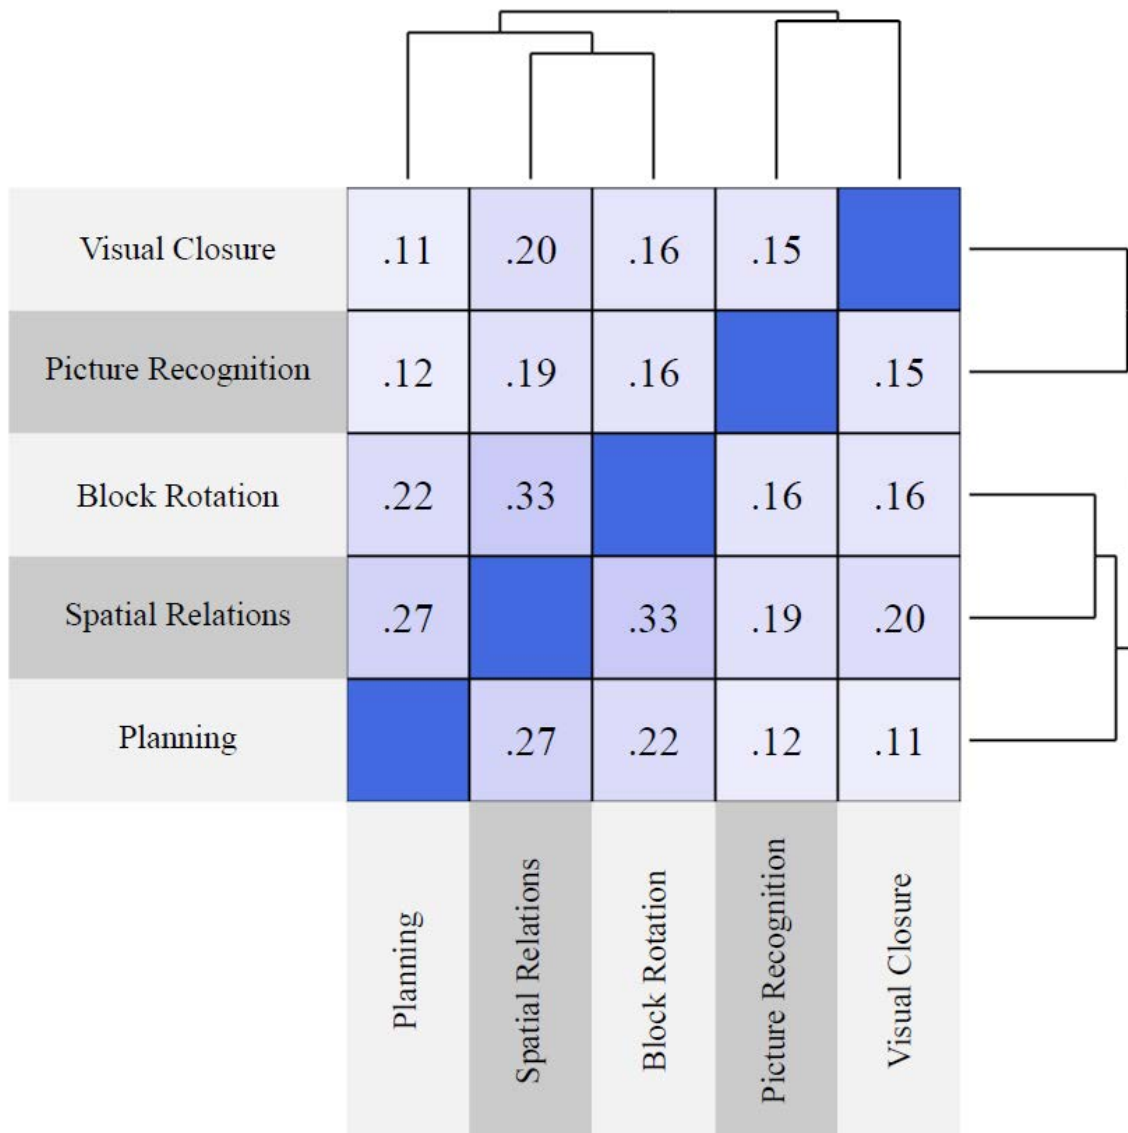 Visual Closure .11 .20 .16 .15
Picture Recognition .12 .19 .16 .15
Block Rotation .22 .33 .16 .16
Spatial Relations .27 .33 .19 .20
Planning .27 .22 .12 .11
Planning
Spatial Relations
Block Rotation
Picture Recognition
Visual Closure